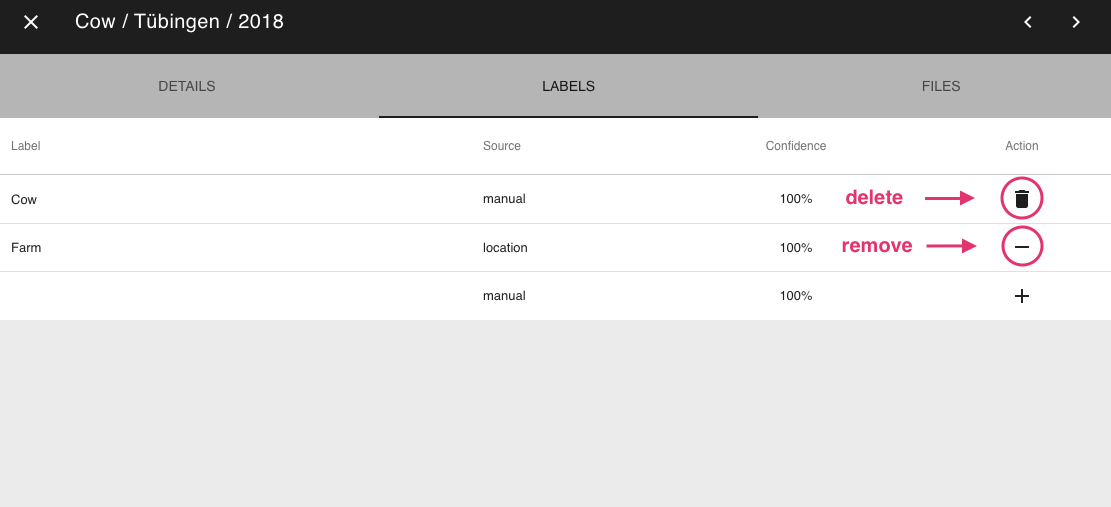 Cow / Tübingen / 2018
DETAILS LABELS FILES
Label Source Confidence Action
Cow manual 100% delete
Farm location 100% remove
manual 100%